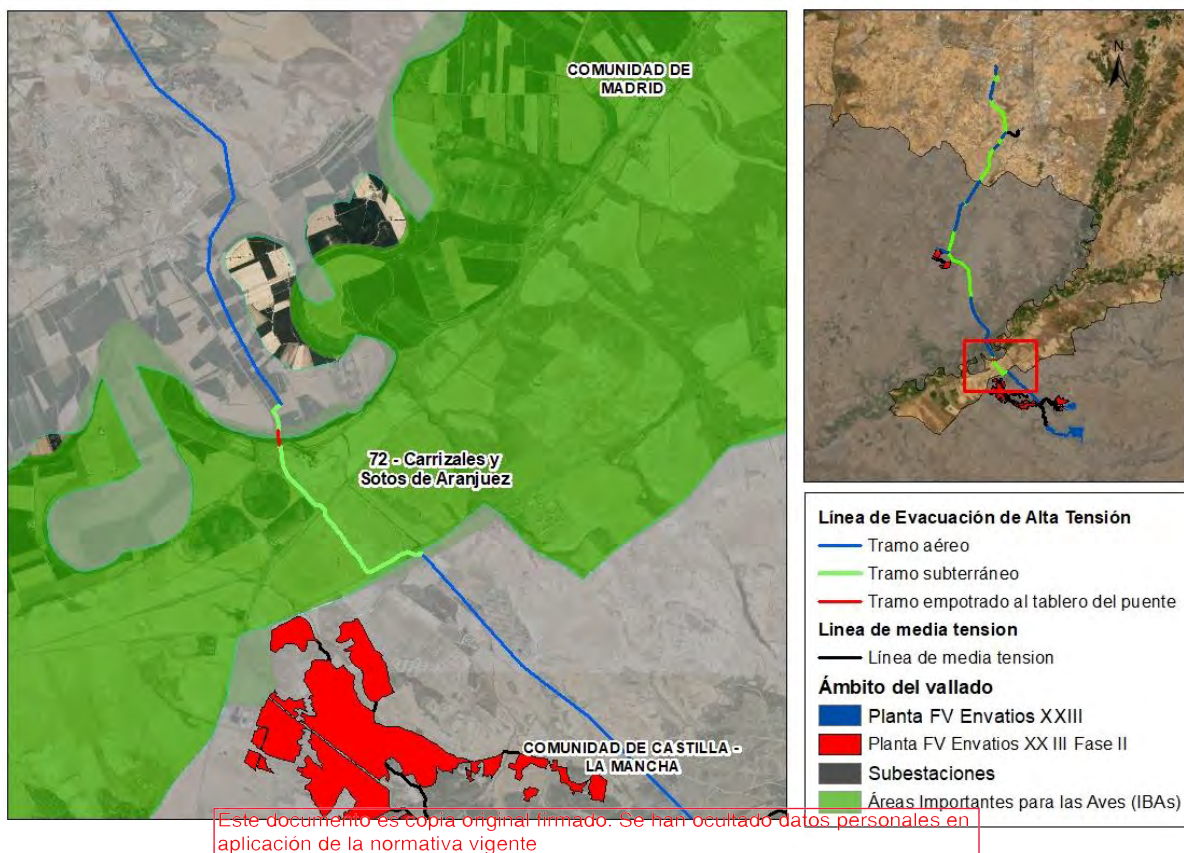 COMUNIDAD DE
MADRID
72 - Carrizales y
Sotos de Aranjuez
COMUNIDAD DE CASTILLA -
LA MANCHA
N
Línea de Evacuación de Alta Tensión
Tramo aéreo
Tramo subterráneo
Tramo empotrado al tablero del puente
Linea de media tension
Línea de media tension
Ámbito del vallado
Planta FV Envatios XXIII
Planta FV Envatios XX III Fase II
Subestaciones
Áreas Importantes para las Aves (IBAs)
Este documento es copia original firmado. Se han ocultado datos personales en
aplicación de la normativa vigente